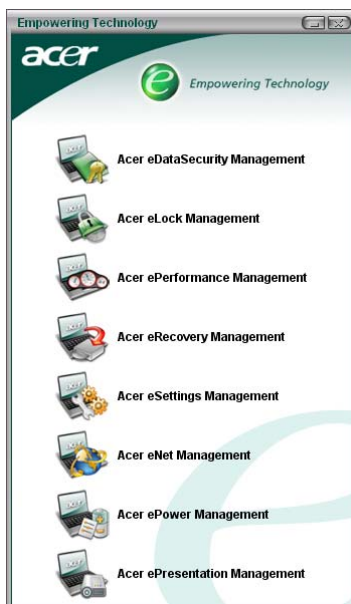 Empowering Technology
acer
e Empowering Technology
Acer eDataSecurity Management
Acer eLock Management
Acer ePerformance Management
Acer eRecovery Management
Acer eSettings Management
Acer eNet Management
Acer ePower Management
Acer ePresentation Management